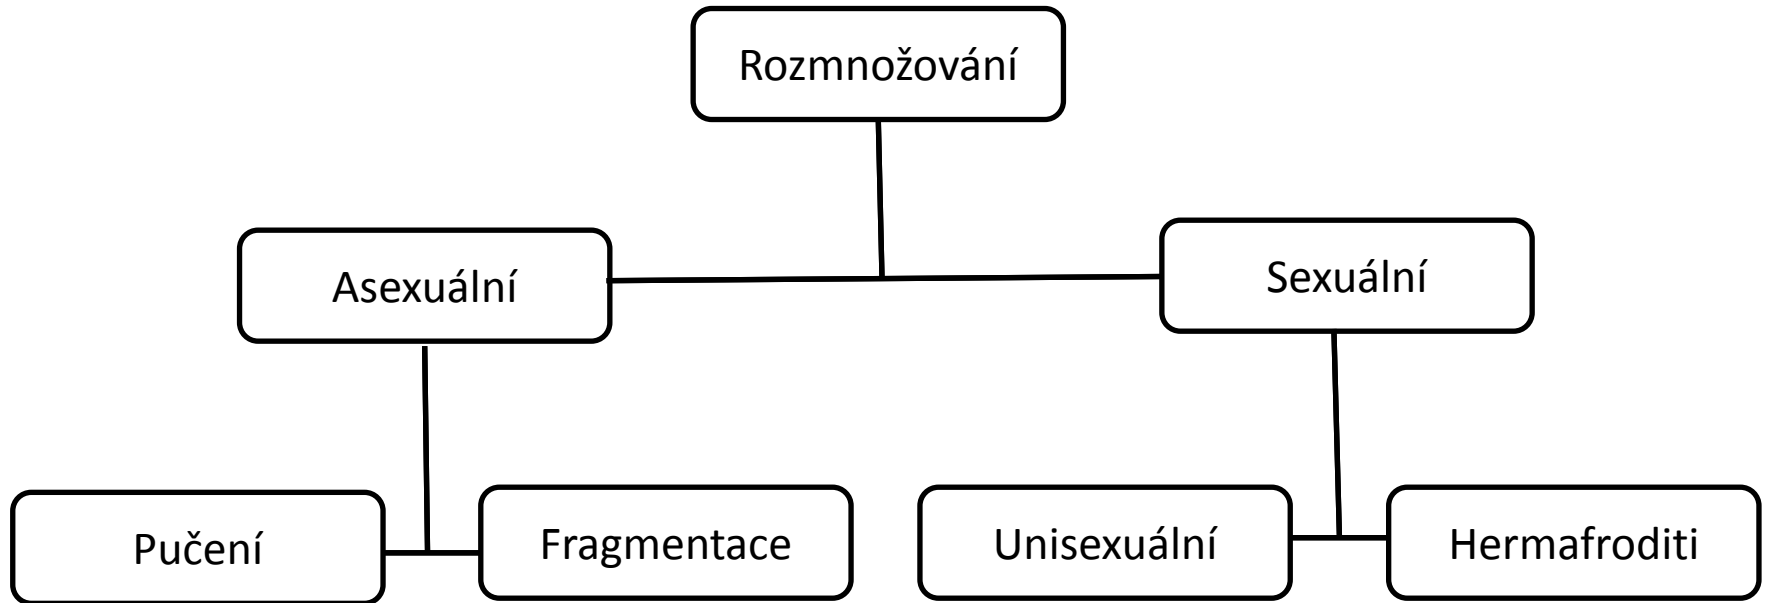 Rozmnožování
Asexuální
Sexuální
Pučení
Fragmentace
Unisexuální
Hermafroditi